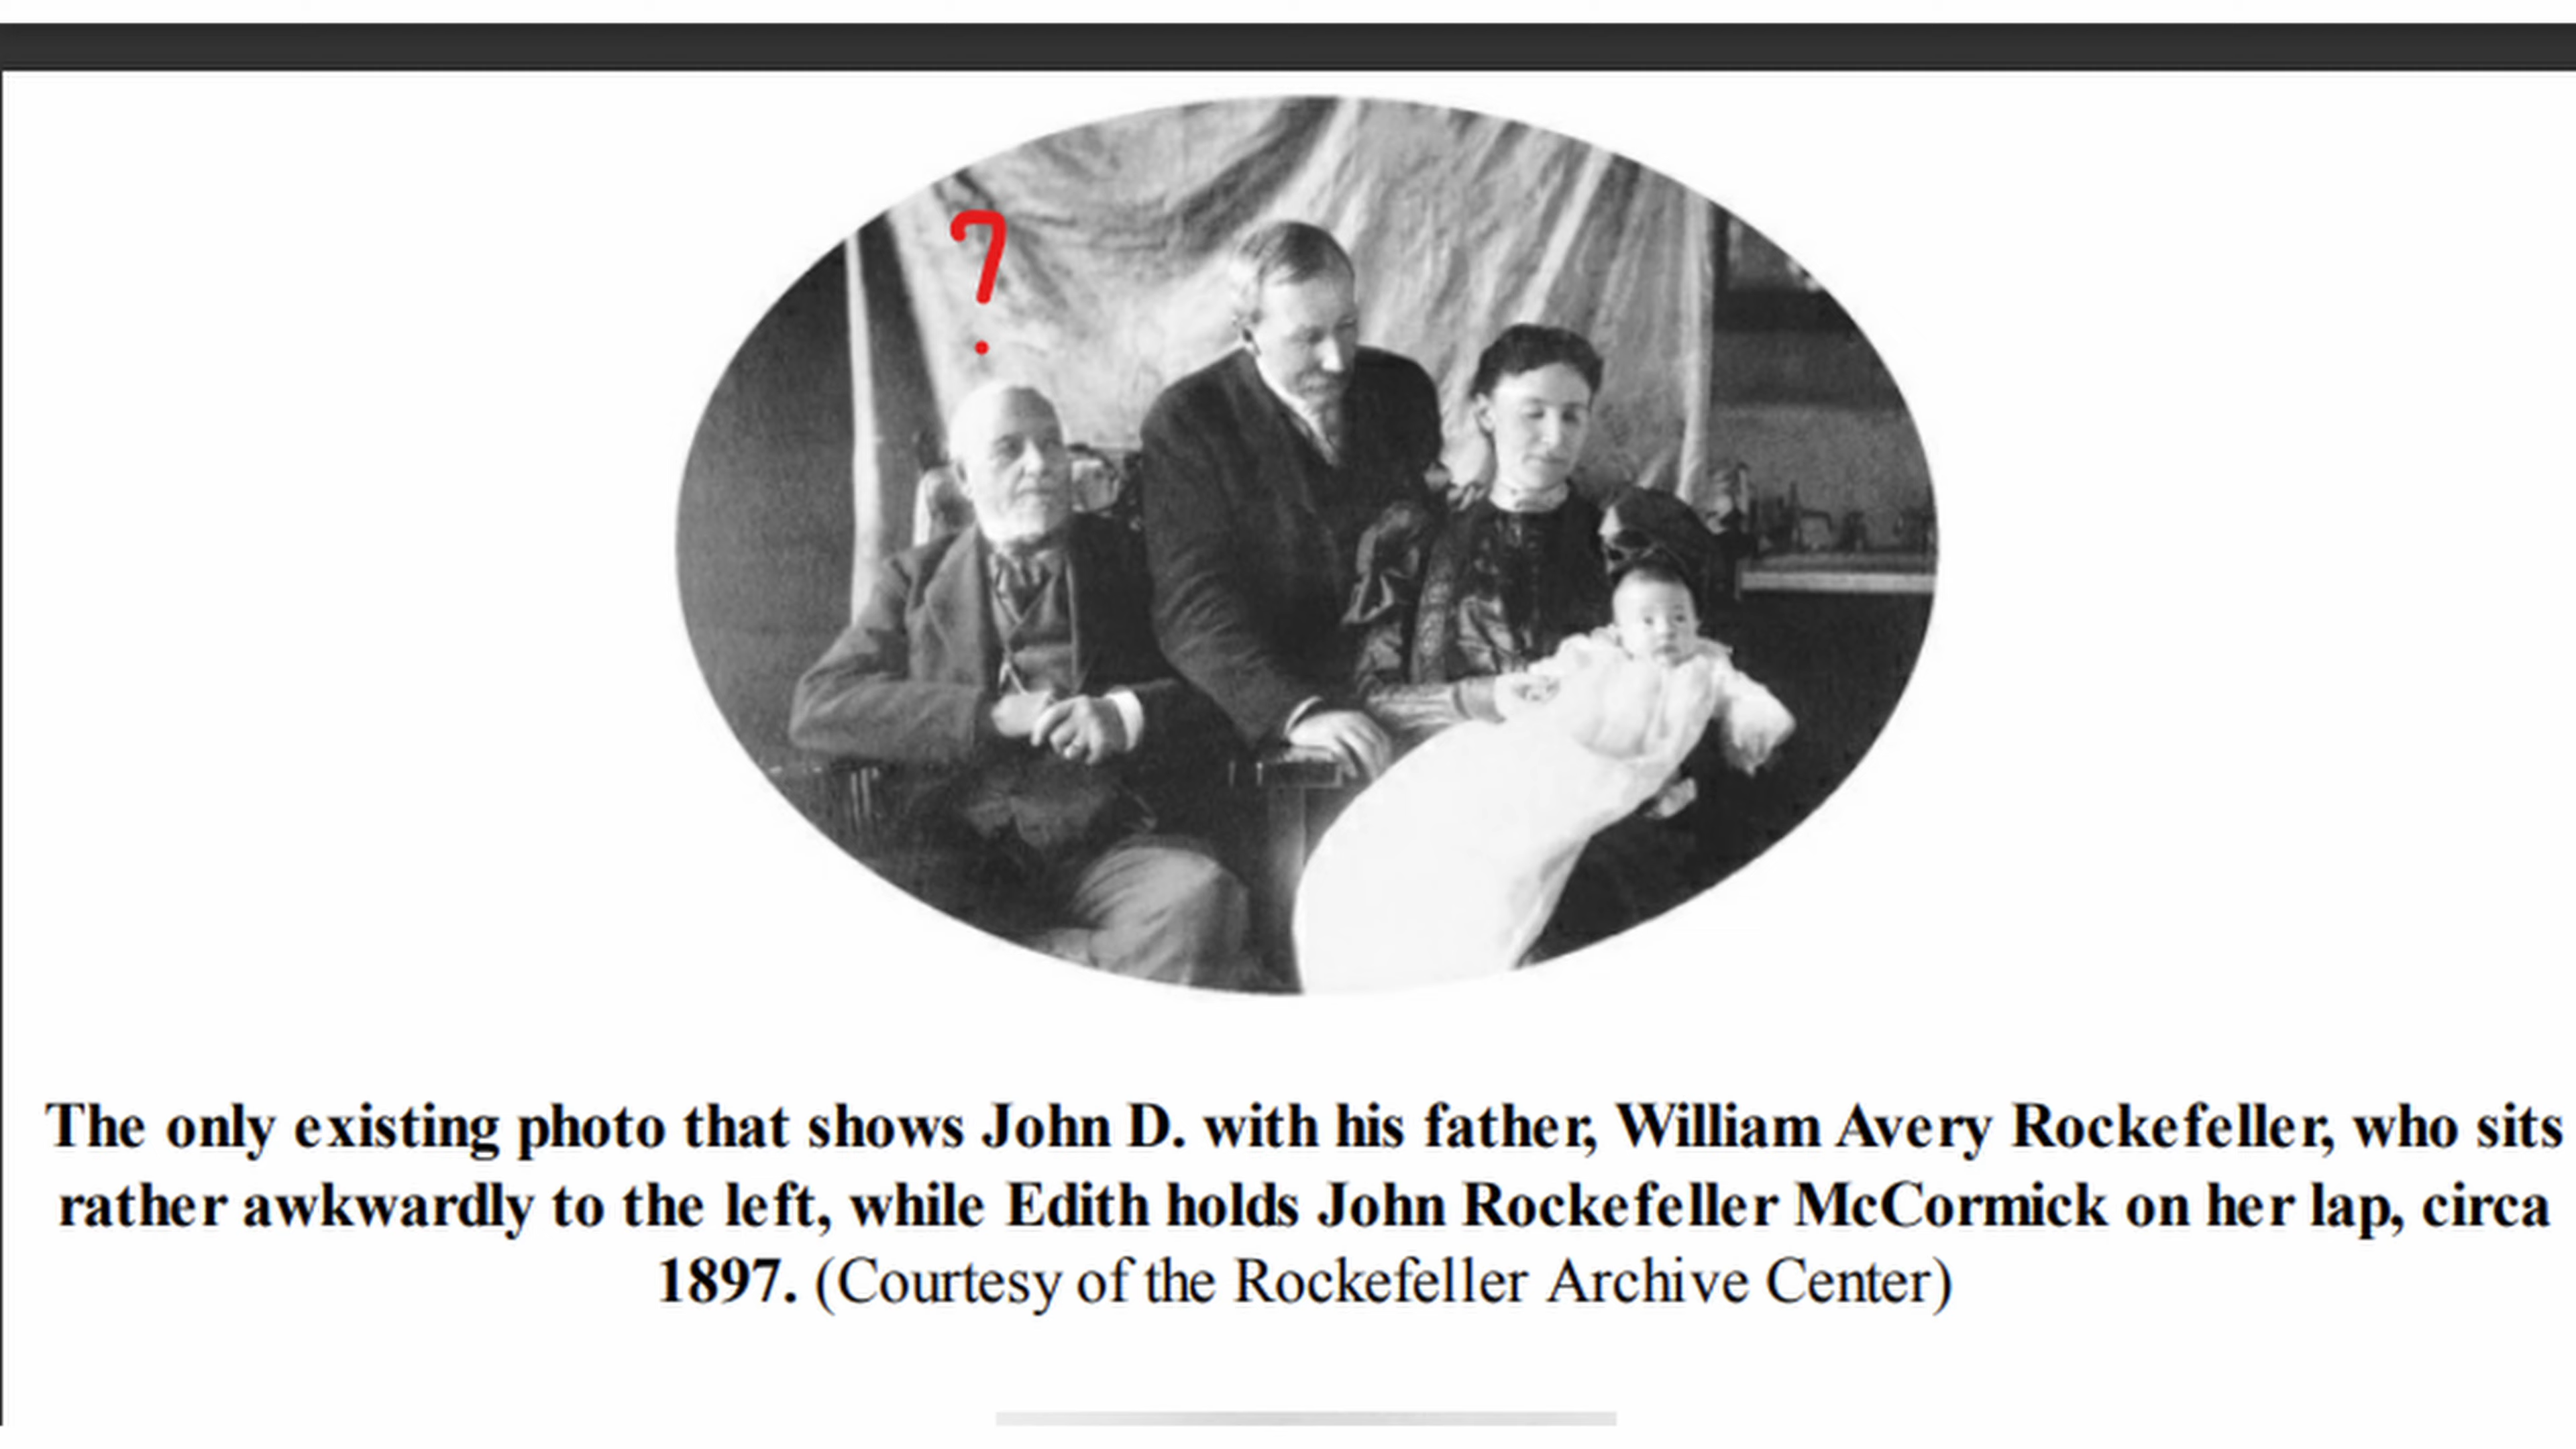 ?
The only existing photo that shows John D. with his father, William Avery Rockefeller, who sits
rather awkwardly to the left, while Edith holds John Rockefeller McCormick on her lap, circa
1897. (Courtesy of the Rockefeller Archive Center)